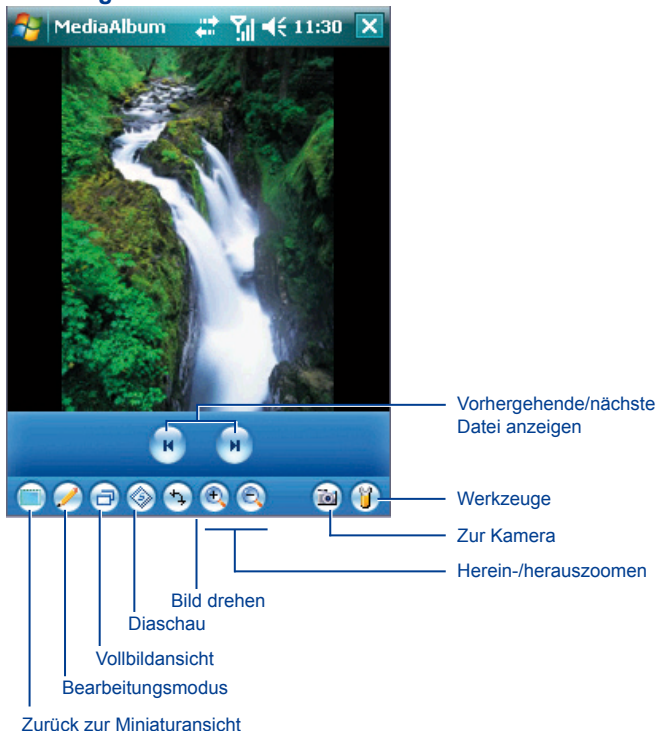 MediaAlbum 11:30
Vorhergehende/nächste
Datei anzeigen
Werkzeuge
Zur Kamera
Herein-/herauszoomen
Bild drehen
Diaschau
Vollbildansicht
Bearbeitungsmodus
Zurück zur Miniaturansicht